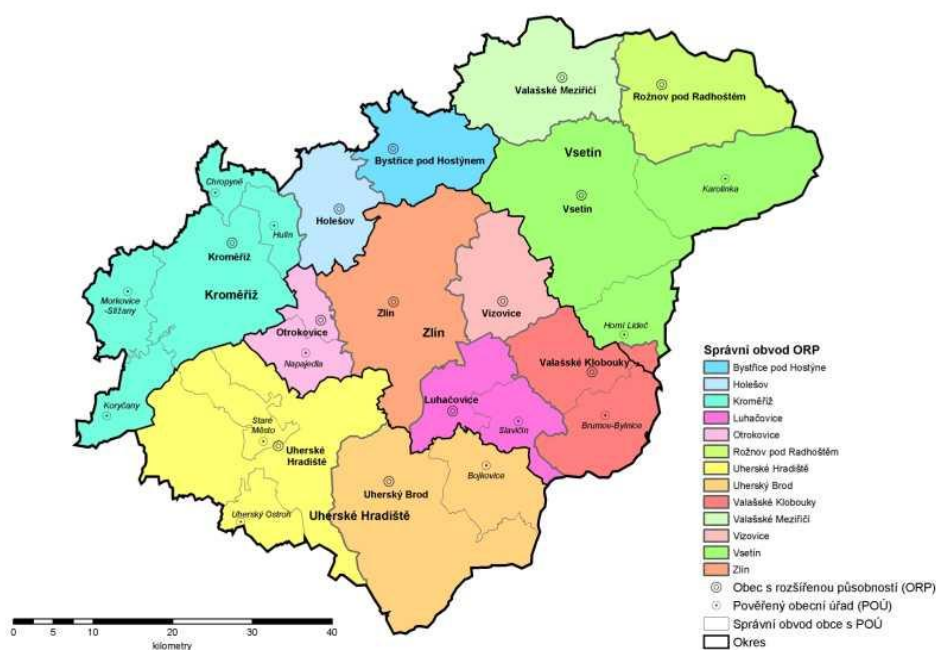 Valašské Meziříčí
Rožnov pod Radhoštěm
Bystřice pod Hostýnem
Vsetín
Karolinka
Chropyně
Holešov
Vsetín
Hulín
Kroměříž
Kroměříž
Morkovice
-Slížany
Zlín
Vizovice
Otrokovice
Zlín
Horní Lideč
Napajedla
Valašské Klobouky
Koryčany
Luhačovice
Staré
Město
Slavičín
Brumov-Bylnice
Uherské
Hradiště
Bojkovice
Uherský Brod
Uherský Ostroh
Uherské Hradiště
Správní obvod ORP
Bystřice pod Hostýne
Holešov
Kroměříž
Luhačovice
Otrokovice
Rožnov pod Radhoštěm
Uherské Hradiště
Uherský Brod
Valašské Klobouky
Valašské Meziříčí
Vizovice
Vsetín
Zlín
Obec s rozšířenou působností (ORP)
Pověřený obecní úřad (POÚ)
Správní obvod obce s POÚ
Okres
0 5 10 20 30 40
kilometry